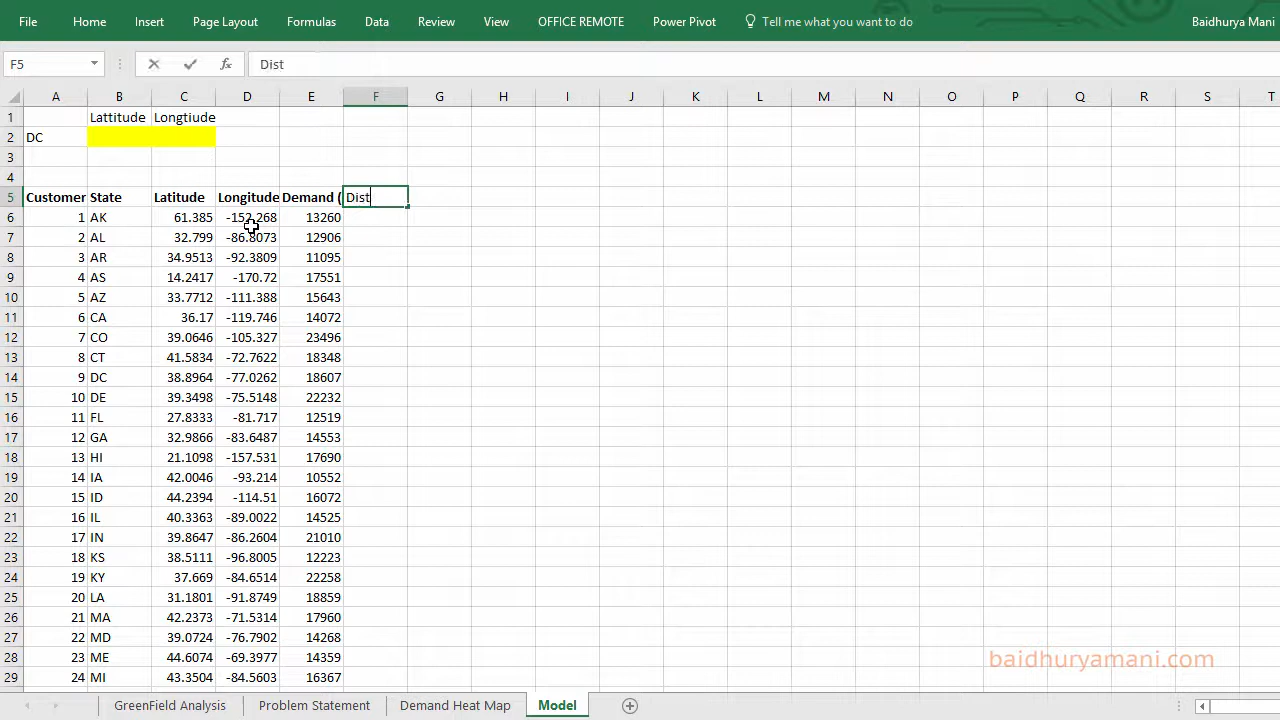 File Home Insert Page Layout Formulas Data Review View OFFICE REMOTE Power Pivot Tell me what you want to do Baidhurya Mani
F5 fx Dist
A B C D E F G H I J K L M N O P Q R S T
1 Lattitude Longtiude
2 DC
3
4
5 Customer State Latitude Longitude Demand ( Dist
6 1 AK 61.385 -152.268 13260
7 2 AL 32.799 -86.8073 12906
8 3 AR 34.9513 -92.3809 11095
9 4 AS 14.2417 -170.72 17551
10 5 AZ 33.7712 -111.388 15643
11 6 CA 36.17 -119.746 14072
12 7 CO 39.0646 -105.327 23496
13 8 CT 41.5834 -72.7622 18348
14 9 DC 38.8964 -77.0262 18607
15 10 DE 39.3498 -75.5148 22232
16 11 FL 27.8333 -81.717 12519
17 12 GA 32.9866 -83.6487 14553
18 13 HI 21.1098 -157.531 17690
19 14 IA 42.0046 -93.214 10552
20 15 ID 44.2394 -114.51 16072
21 16 IL 40.3363 -89.0022 14525
22 17 IN 39.8647 -86.2604 21010
23 18 KS 38.5111 -96.8005 12223
24 19 KY 37.669 -84.6514 22258
25 20 LA 31.1801 -91.8749 18859
26 21 MA 42.2373 -71.5314 17960
27 22 MD 39.0724 -76.7902 14268
28 23 ME 44.6074 -69.3977 14359
29 24 MI 43.3504 -84.5603 16367
baidhuryamani.com
GreenField Analysis Problem Statement Demand Heat Map Model